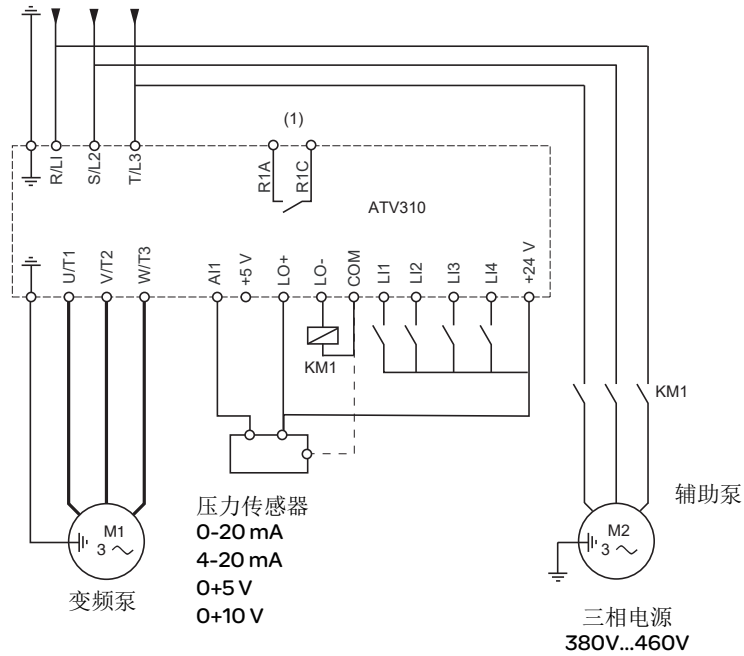 (1)
R/LI
S/L2
T/L3
R1A
R1C
ATV310
U/T1
V/T2
W/T3
AI1
+5 V
LO+
LO-
COM
LI1
LI2
LI3
LI4
+24 V
KM1
KM1
辅助泵
压力传感器
0-20 mA
4-20 mA
0+5 V
0+10 V
M1
3
变频泵
M2
3
三相电源
380V...460V